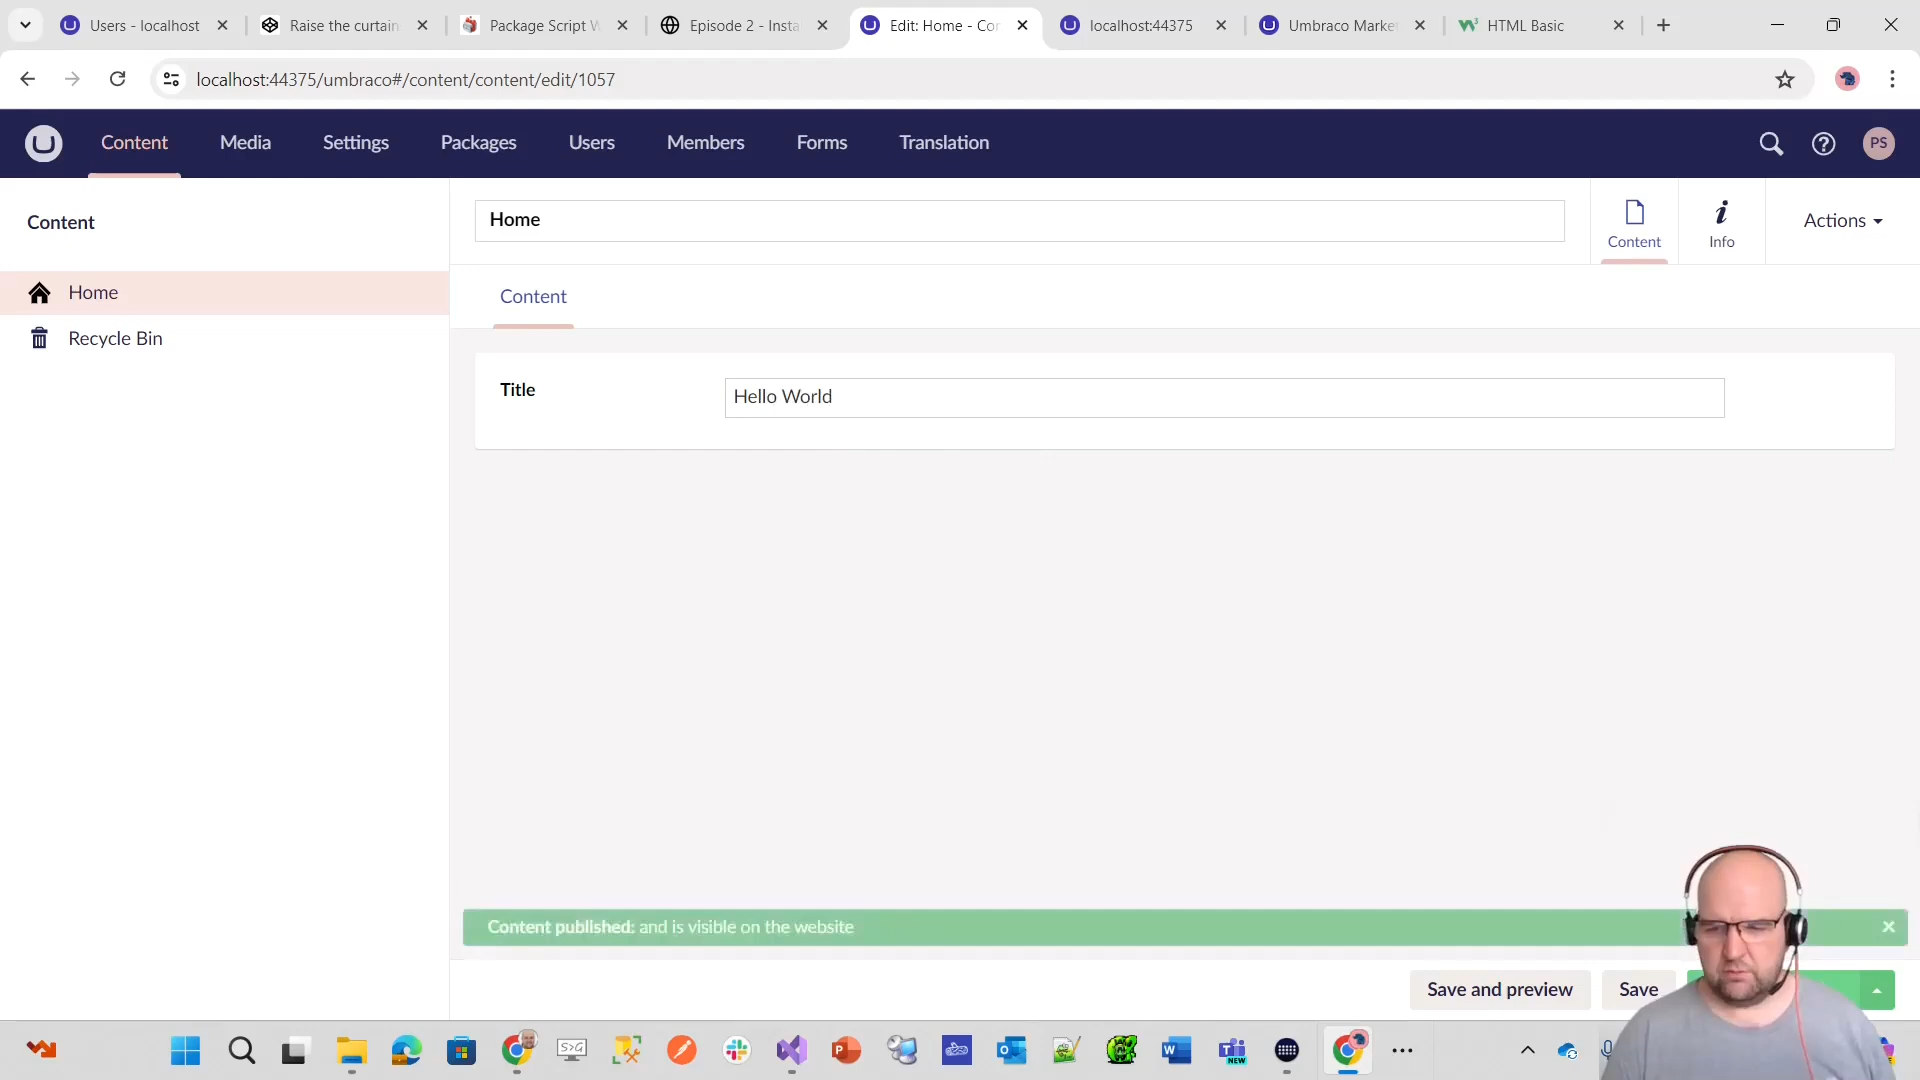 Users - localhost
Raise the curtain
Package Script W
Episode 2 - Insta
Edit: Home - Cor
localhost:44375
Umbraco Market
HTML Basic
localhost:44375/umbraco#/content/content/edit/1057
Content
Media
Settings
Packages
Users
Members
Forms
Translation
PS
Content
Home
Content
Info
Actions
Home
Recycle Bin
Content
Title
Hello World
Content published: and is visible on the website
Save and preview
Save